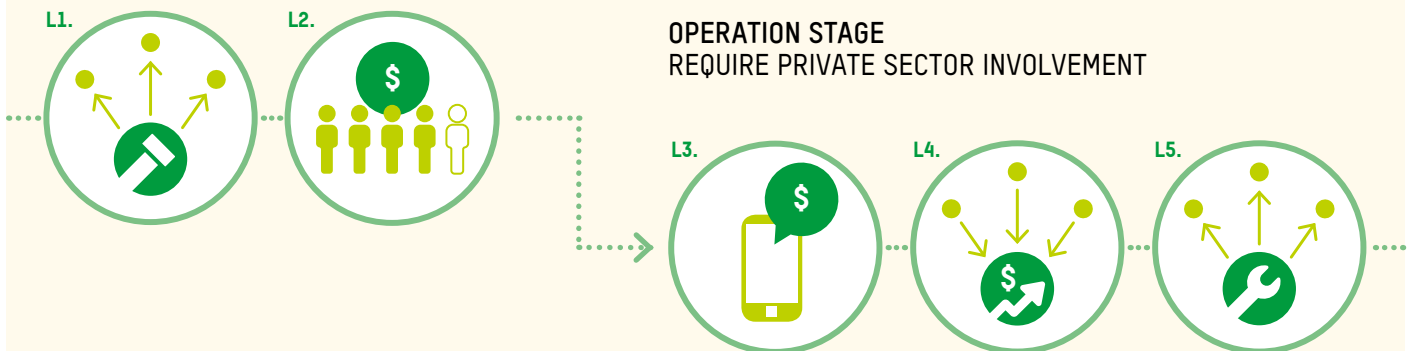 L1.
L2.
$
OPERATION STAGE
REQUIRE PRIVATE SECTOR INVOLVEMENT
L3.
$
L4.
$
L5.